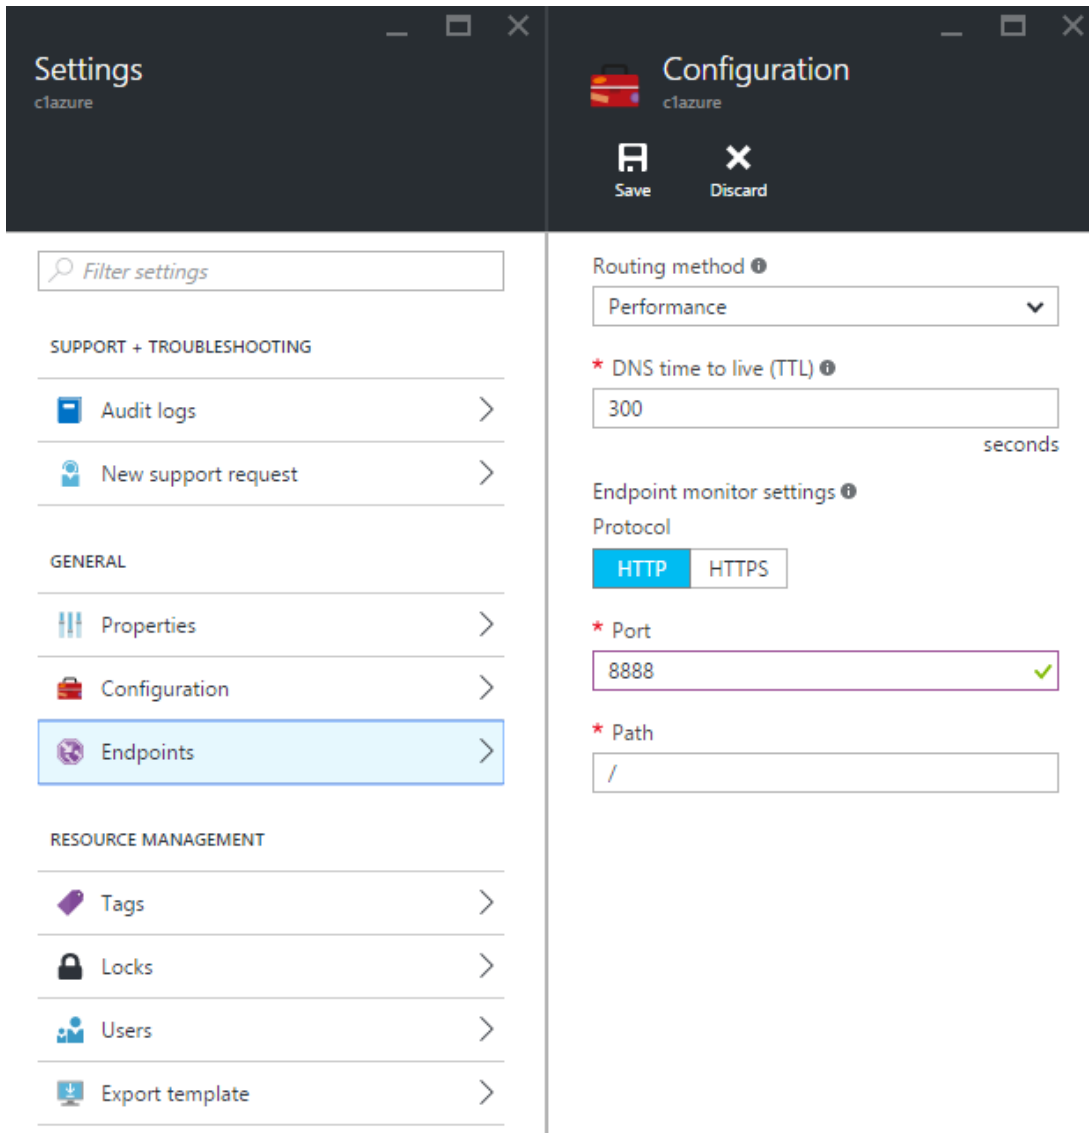 Settings
c1azure
Filter settings
SUPPORT + TROUBLESHOOTING
Audit logs
New support request
GENERAL
Properties
Configuration
Endpoints
RESOURCE MANAGEMENT
Tags
Locks
Users
Export template
Configuration
c1azure
Save Discard
Routing method
Performance
* DNS time to live (TTL)
300
seconds
Endpoint monitor settings
Protocol
HTTP HTTPS
* Port
8888
* Path
/